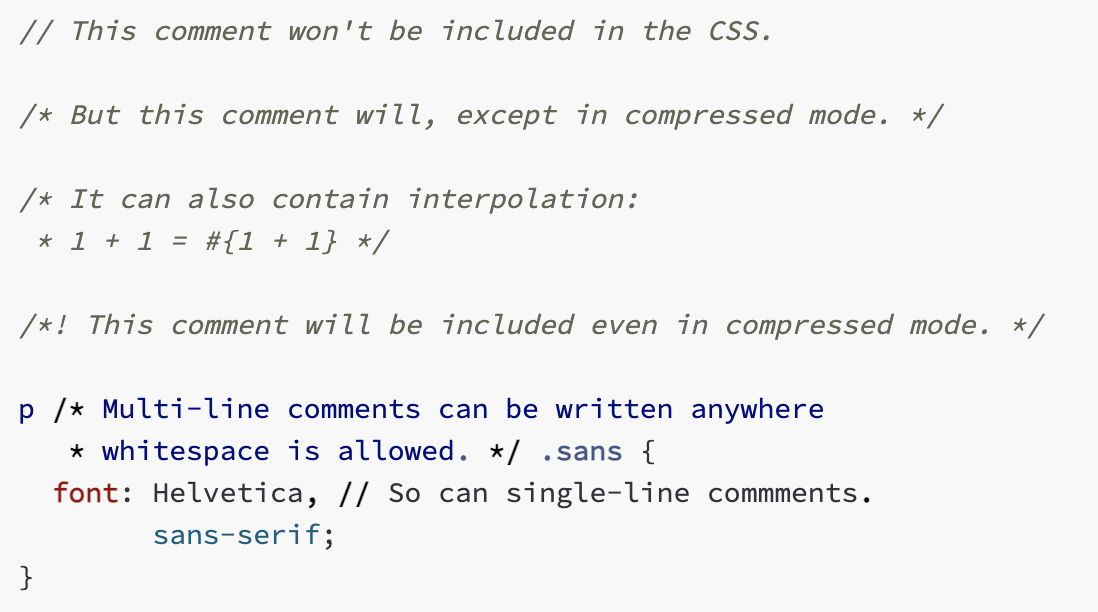 // This comment won't be included in the CSS.
/* But this comment will, except in compressed mode. */
/* It can also contain interpolation:
 * 1 + 1 = #{1 + 1} */
/*! This comment will be included even in compressed mode. */
p /* Multi-line comments can be written anywhere
   * whitespace is allowed. */ .sans {
  font: Helvetica, // So can single-line commments.
        sans-serif;
}